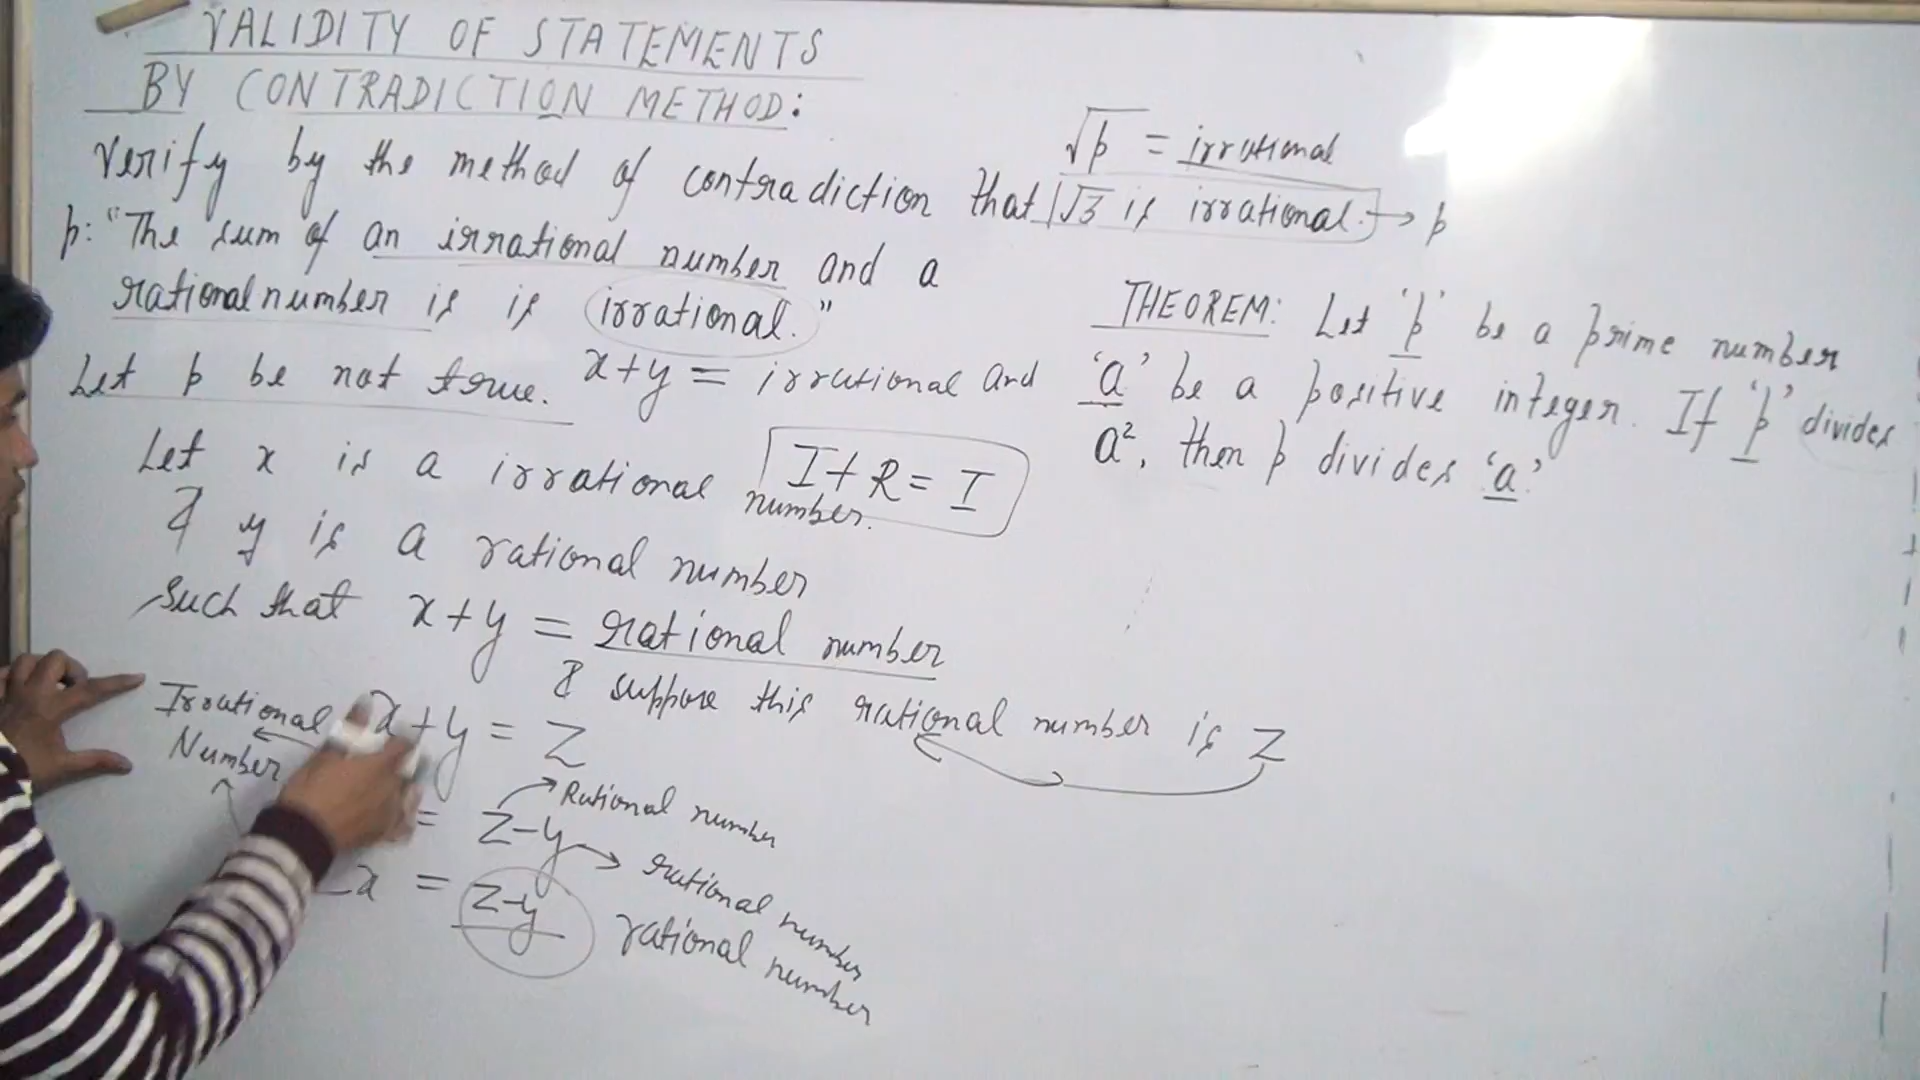 VALIDITY OF STATEMENTS
BY CONTRADICTION METHOD:
Verify by the method of contradiction that √3 is irrational. → p
√p = irrational
p: "The sum of an irrational number and a
rational number is is irrational."
Let p be not true. x+y = irrational and
Let x is a irrational number.
I + R = I
& y is a rational number
Such that x+y = rational number
& suppose this rational number is Z
Irrational Number
x+y = Z
= Z-y
Rational number
rational number
x = Z-y rational number
THEOREM: Let 'p' be a prime number
'a' be a positive integer. If 'p' divides
a², then p divides 'a'